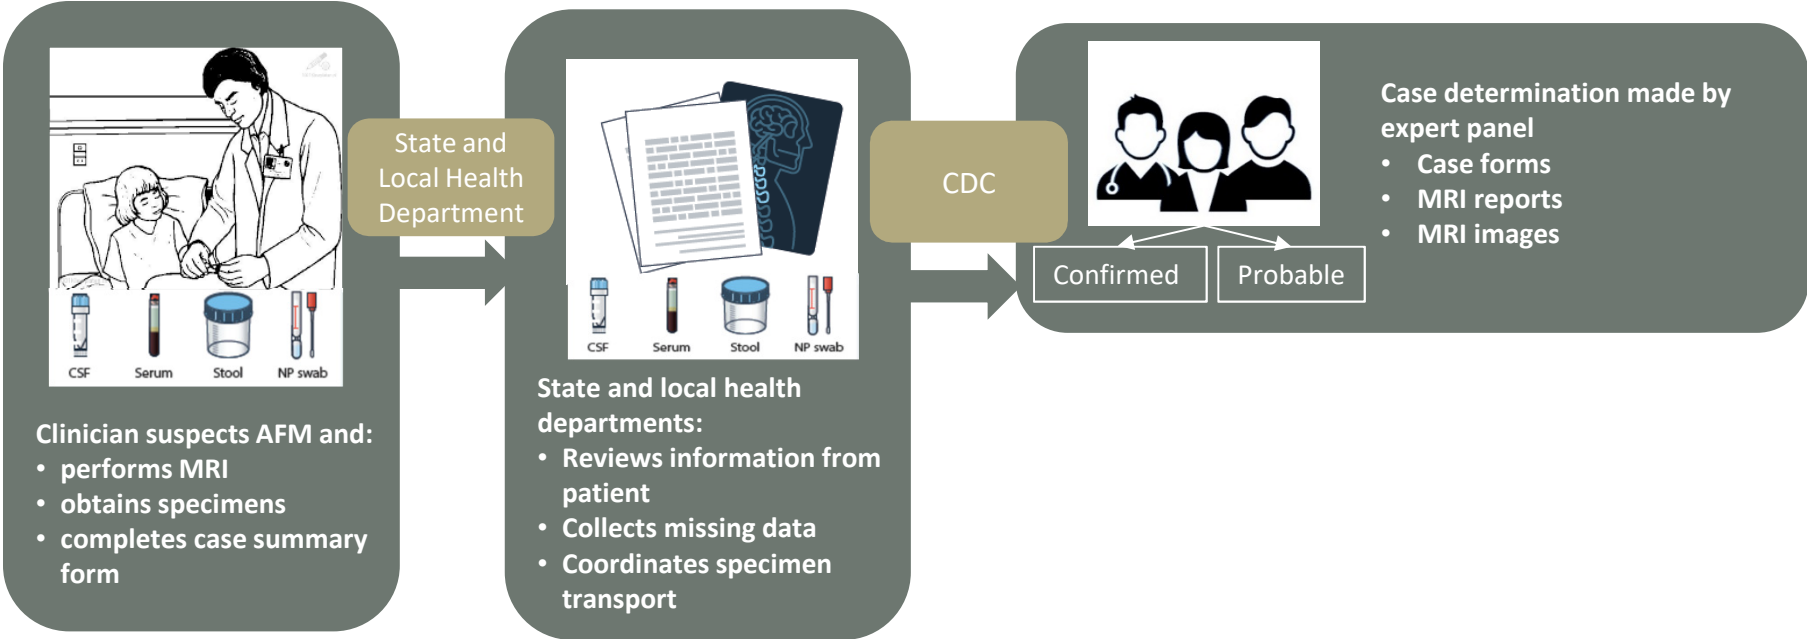 CSF Serum Stool NP swab
Clinician suspects AFM and:
• performs MRI
• obtains specimens
• completes case summary
form
State and
Local Health
Department
CSF Serum Stool NP swab
State and local health
departments:
• Reviews information from
patient
• Collects missing data
• Coordinates specimen
transport
CDC
Confirmed
Probable
Case determination made by
expert panel
• Case forms
• MRI reports
• MRI images